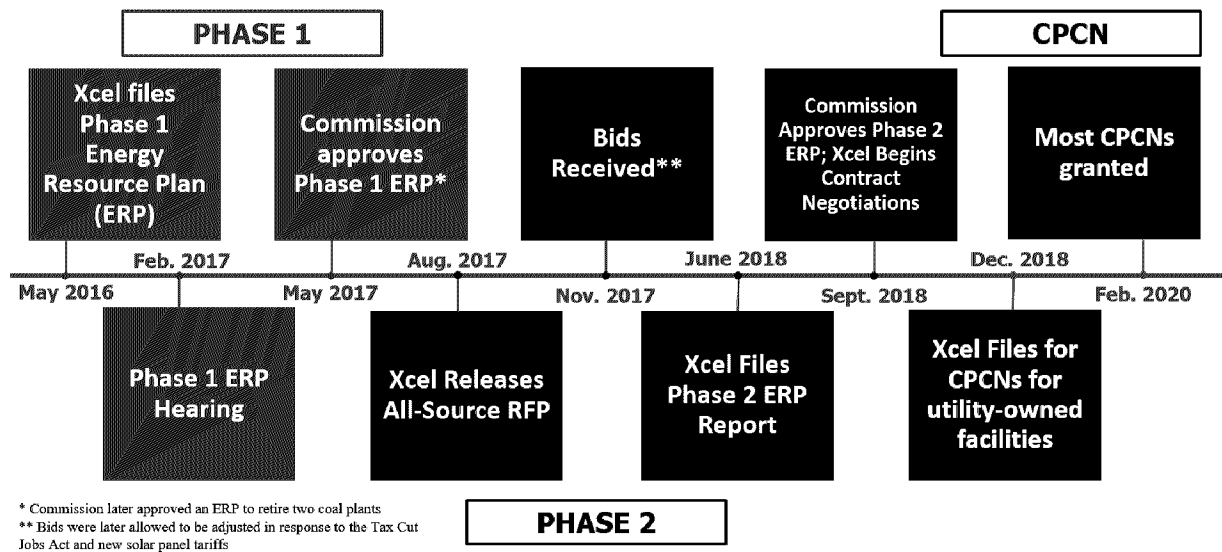 PHASE 1
CPCN
Xcel files
Phase 1
Energy
Resource Plan
(ERP)
Commission
approves
Phase 1 ERP*
Bids
Received**
Commission
Approves Phase 2
ERP; Xcel Begins
Contract
Negotiations
Most CPCNs
granted
Feb. 2017
Aug. 2017
June 2018
Dec. 2018
May 2016
May 2017
Nov. 2017
Sept. 2018
Feb. 2020
Phase 1 ERP
Hearing
Xcel Releases
All-Source RFP
Xcel Files
Phase 2 ERP
Report
Xcel Files for
CPCNs for
utility-owned
facilities
* Commission later approved an ERP to retire two coal plants
** Bids were later allowed to be adjusted in response to the Tax Cut
Jobs Act and new solar panel tariffs
PHASE 2